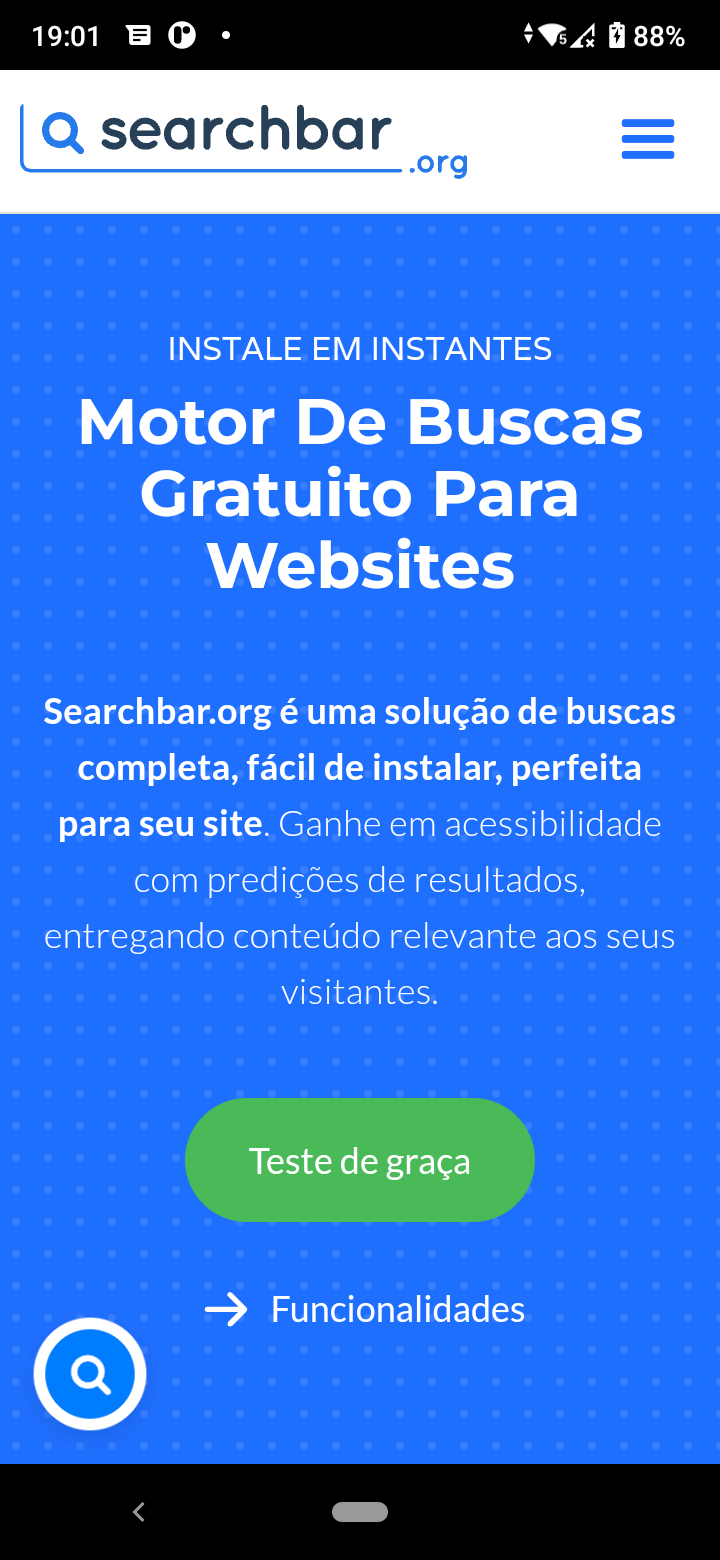 19:01
5
88%
searchbar
.org
INSTALE EM INSTANTES
Motor De Buscas
Gratuito Para
Websites
Searchbar.org é uma solução de buscas
completa, fácil de instalar, perfeita
para seu site. Ganhe em acessibilidade
com predições de resultados,
entregando conteúdo relevante aos seus
visitantes.
Teste de graça
Funcionalidades